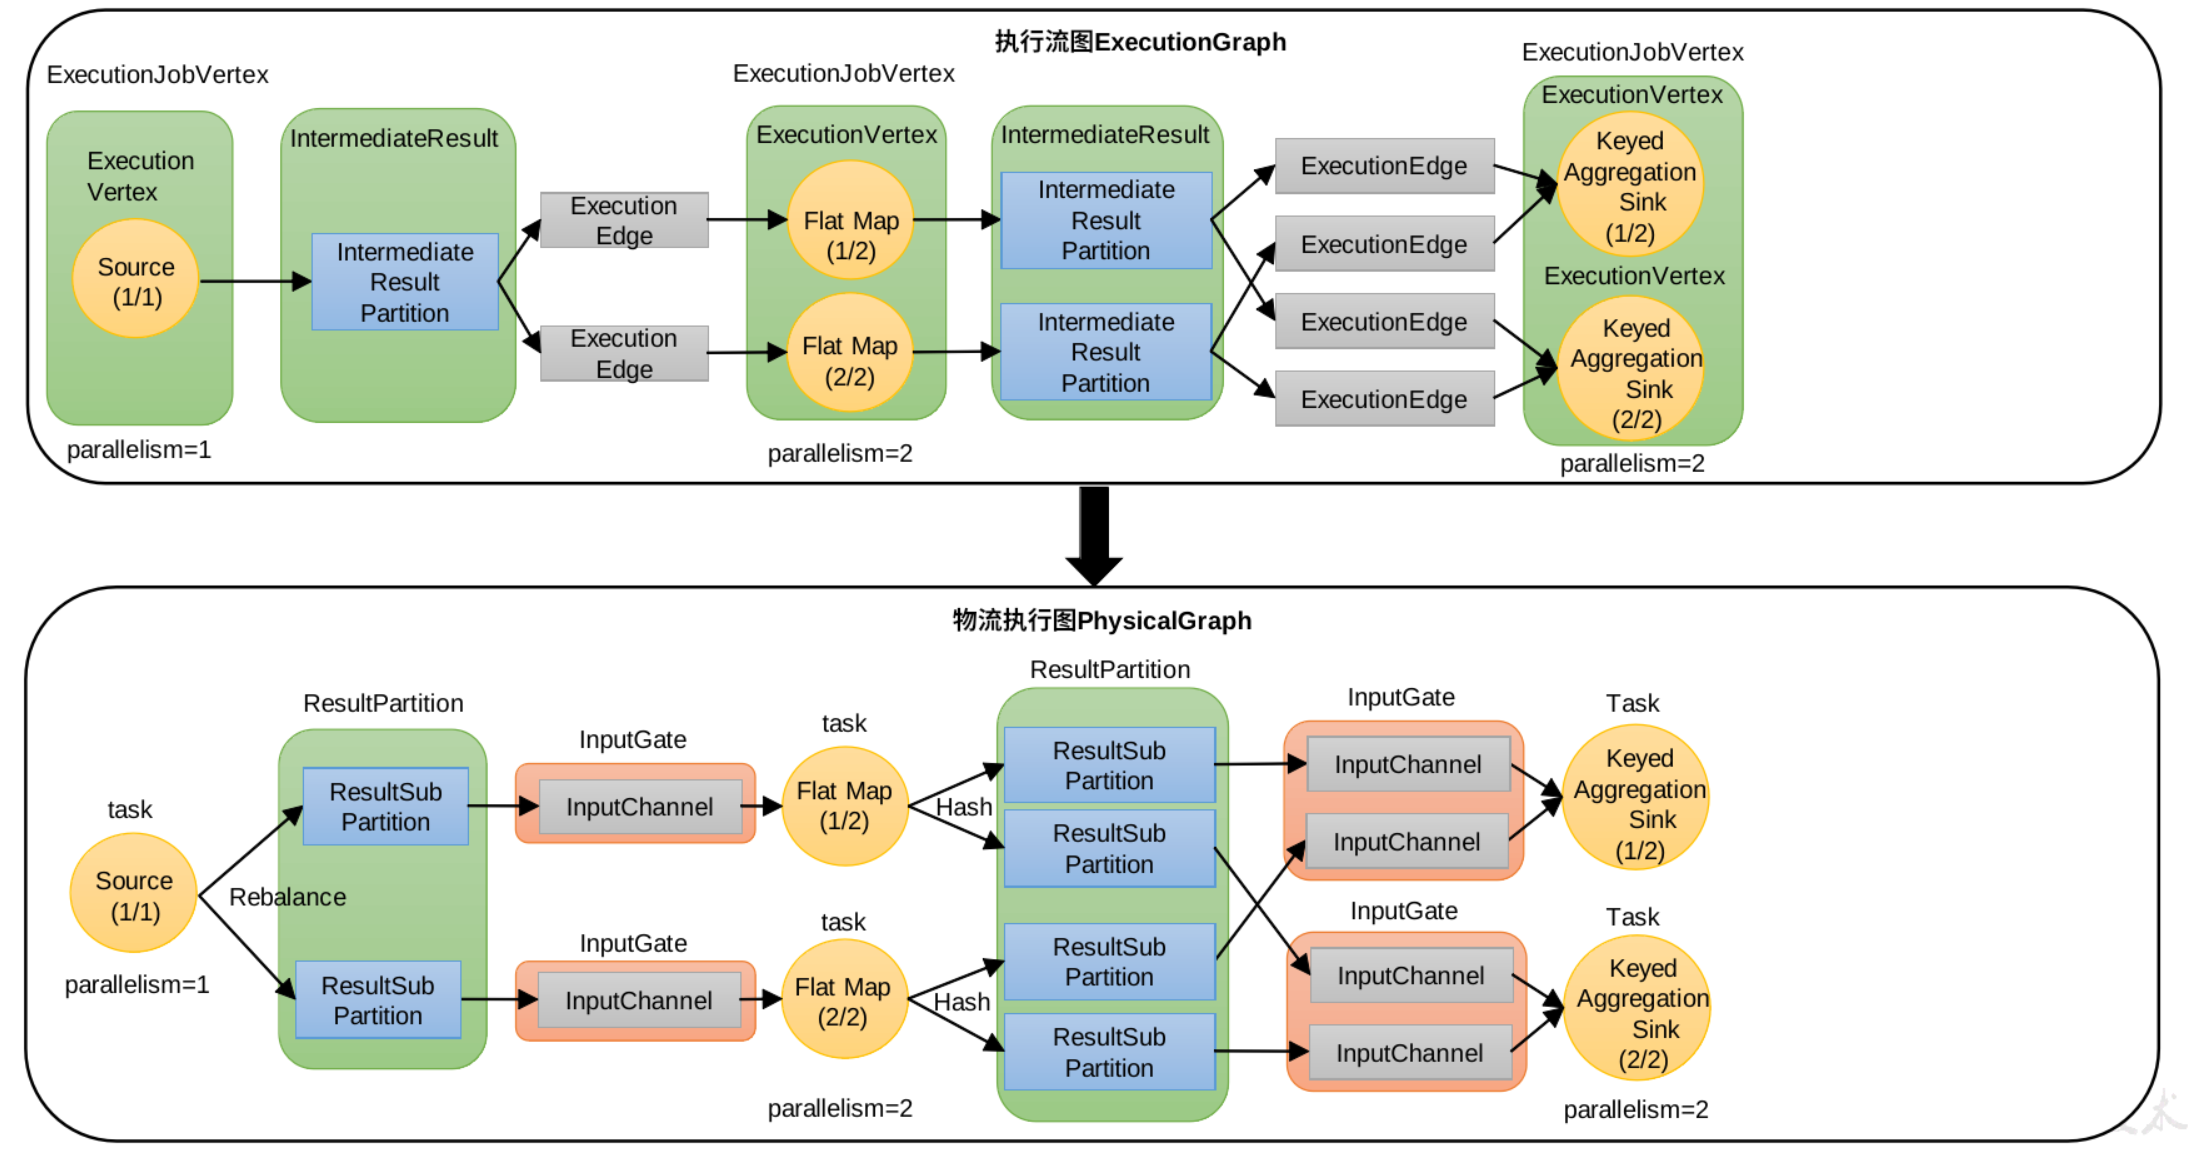 执行流图ExecutionGraph
ExecutionJobVertex
Execution
Vertex
Source
(1/1)
parallelism=1
IntermediateResult
Intermediate
Result
Partition
Execution
Edge
Execution
Edge
ExecutionJobVertex
ExecutionVertex
Flat Map
(1/2)
Flat Map
(2/2)
parallelism=2
IntermediateResult
Intermediate
Result
Partition
Intermediate
Result
Partition
ExecutionEdge
ExecutionEdge
ExecutionEdge
ExecutionEdge
ExecutionJobVertex
ExecutionVertex
Keyed
Aggregation
Sink
(1/2)
ExecutionVertex
Keyed
Aggregation
Sink
(2/2)
parallelism=2
物流执行图PhysicalGraph
task
Source
(1/1)
parallelism=1
Rebalance
ResultPartition
ResultSub
Partition
ResultSub
Partition
InputGate
InputChannel
InputGate
InputChannel
task
Flat Map
(1/2)
task
Flat Map
(2/2)
parallelism=2
Hash
Hash
ResultPartition
ResultSub
Partition
ResultSub
Partition
ResultSub
Partition
ResultSub
Partition
InputGate
InputChannel
InputChannel
InputGate
InputChannel
InputChannel
Task
Keyed
Aggregation
Sink
(1/2)
Task
Keyed
Aggregation
Sink
(2/2)
parallelism=2
术